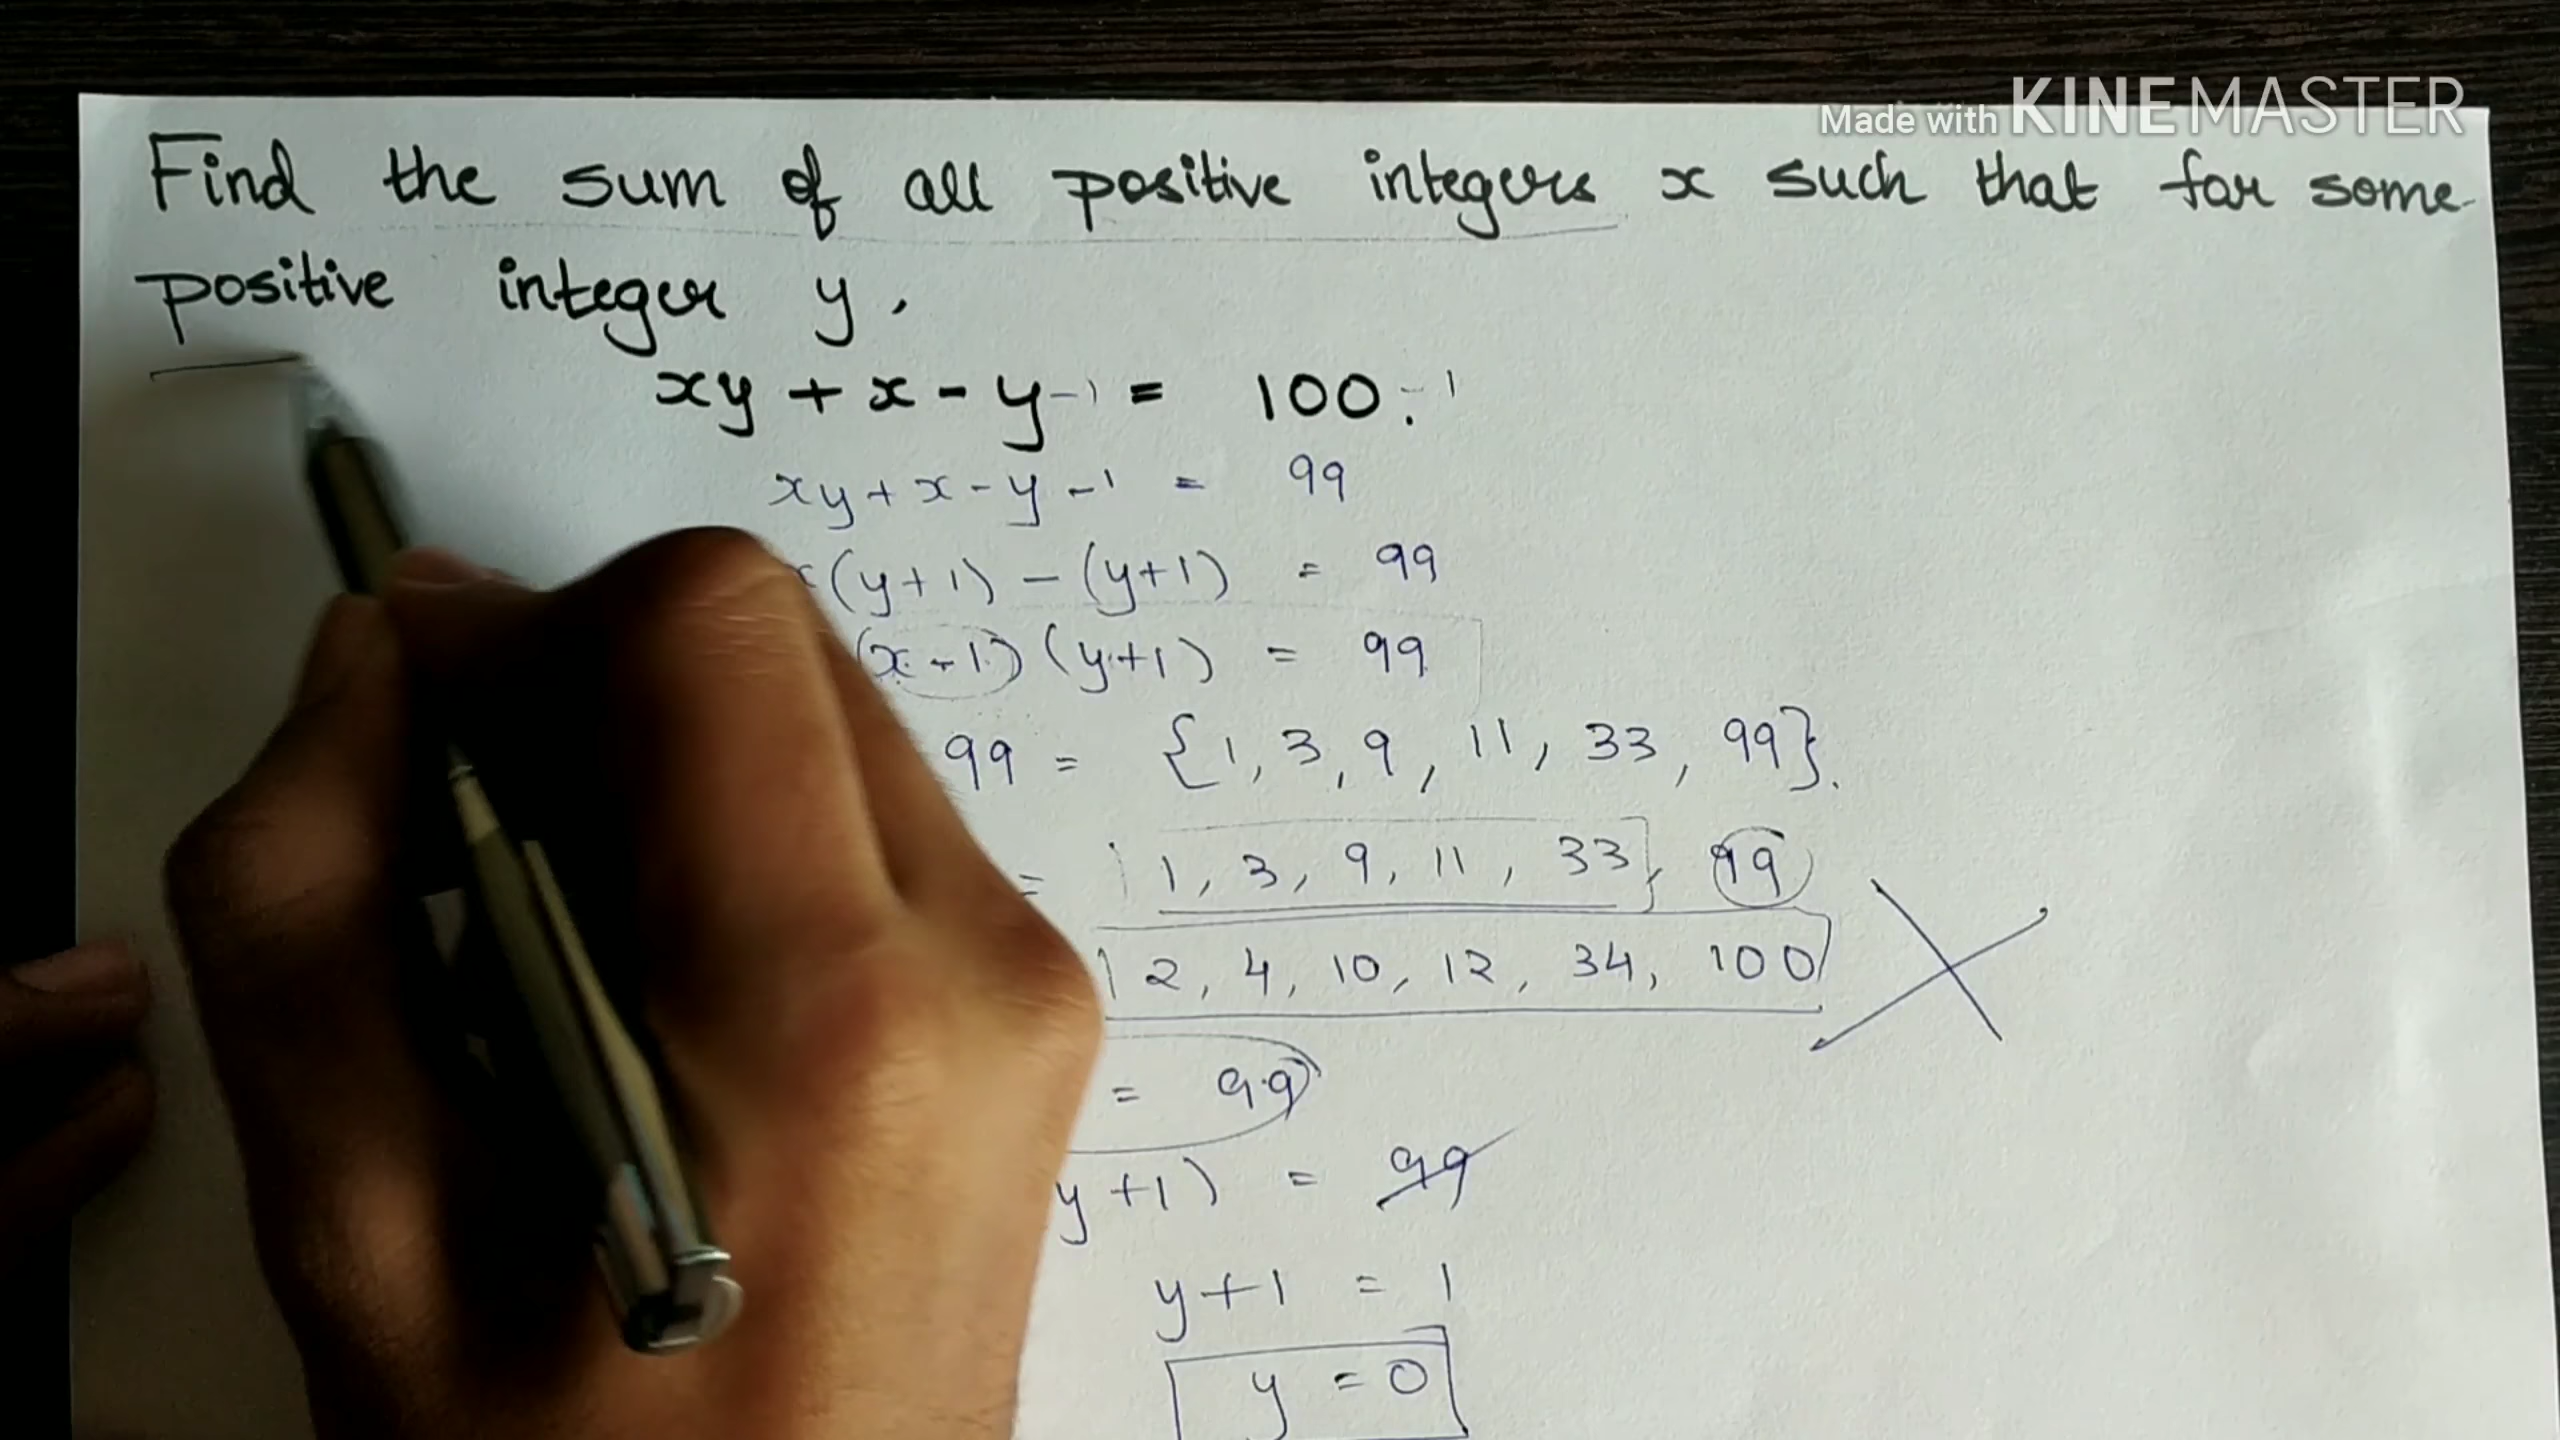 Made with KINEMASTER
Find the sum of all positive integers x such that for some
positive integer y.
xy + x - y - 1 = 100. - 1
xy + x - y - 1 = 99
(y+1) - (y+1) = 99
(x-1)(y+1) = 99
99 = {1, 3, 9, 11, 33, 99}.
= 1, 3, 9, 11, 33, 99
2, 4, 10, 12, 34, 100
= 99
y+1) = 99
y+1 = 1
y = 0